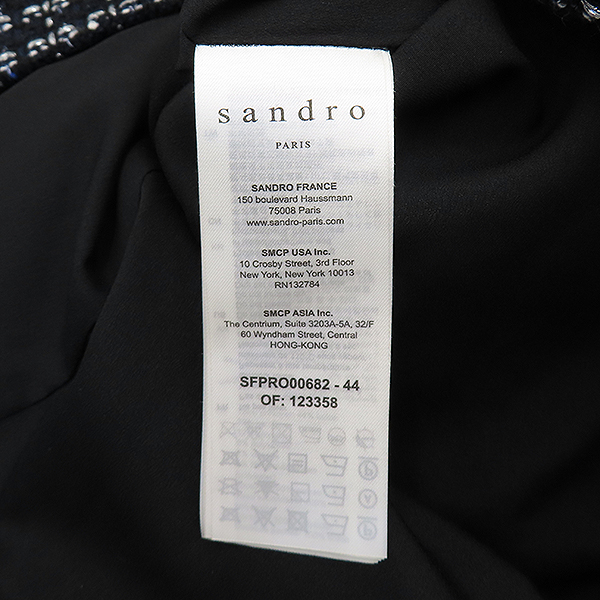 sandro
PARIS
SANDRO FRANCE
150 boulevard Haussmann
75008 Paris
www.sandro-paris.com
SMCP USA Inc.
10 Crosby Street, 3rd Floor
New York, New York 10013
RN132784
SMCP ASIA Inc.
The Centrium, Suite 3203A-5A, 32/F
60 Wyndham Street, Central
HONG-KONG
SFPRO00682 - 44
OF: 123358